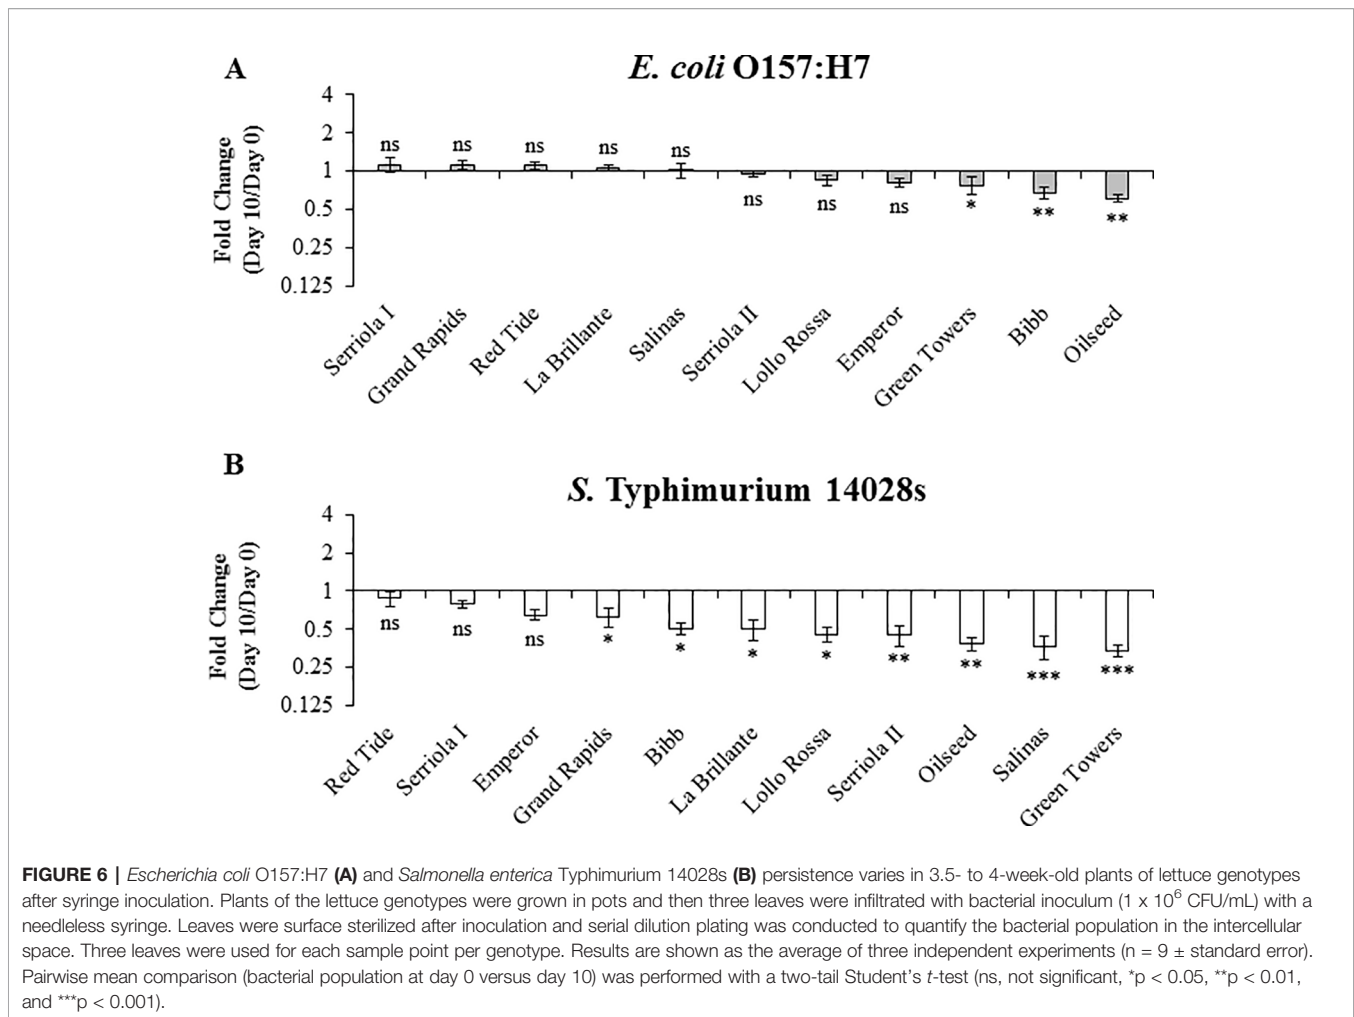 A
E. coli O157:H7
Fold Change
(Day 10/Day 0)
4
2
1
0.5
0.25
0.125
ns
ns
ns
ns
ns
ns
ns
ns
*
**
**
Serriola I
Grand Rapids
Red Tide
La Brillante
Salinas
Serriola II
Lollo Rossa
Emperor
Green Towers
Bibb
Oilseed
B
S. Typhimurium 14028s
Fold Change
(Day 10/Day 0)
4
2
1
0.5
0.25
0.125
ns
ns
ns
*
*
*
*
**
**
***
***
Red Tide
Serriola I
Emperor
Grand Rapids
Bibb
La Brillante
Lollo Rossa
Serriola II
Oilseed
Salinas
Green Towers
FIGURE 6 | Escherichia coli O157:H7 (A) and Salmonella enterica Typhimurium 14028s (B) persistence varies in 3.5- to 4-week-old plants of lettuce genotypes
after syringe inoculation. Plants of the lettuce genotypes were grown in pots and then three leaves were infiltrated with bacterial inoculum (1 x 10⁶ CFU/mL) with a
needleless syringe. Leaves were surface sterilized after inoculation and serial dilution plating was conducted to quantify the bacterial population in the intercellular
space. Three leaves were used for each sample point per genotype. Results are shown as the average of three independent experiments (n = 9 ± standard error).
Pairwise mean comparison (bacterial population at day 0 versus day 10) was performed with a two-tail Student's t-test (ns, not significant, *p < 0.05, **p < 0.01,
and ***p < 0.001).